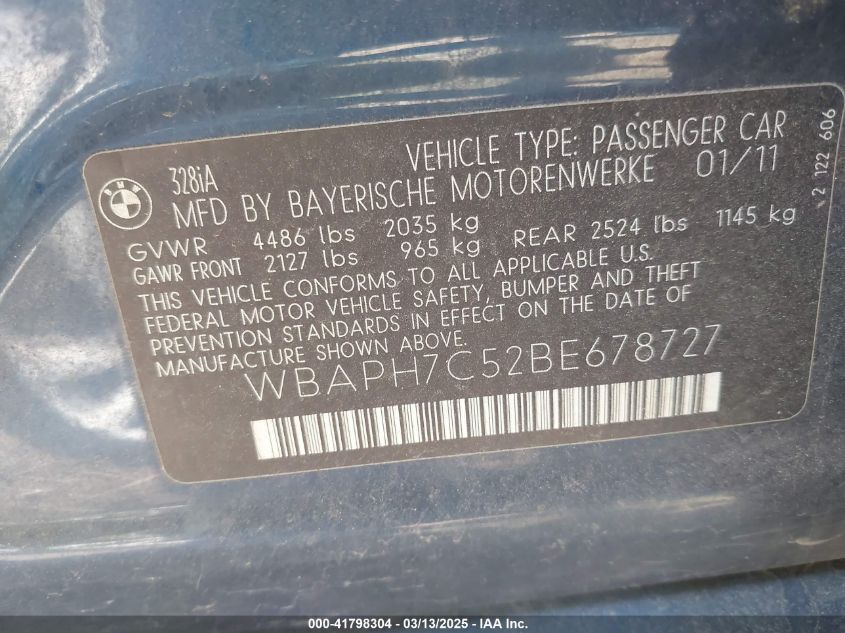 BMW
328iA
VEHICLE TYPE: PASSENGER CAR
MFD BY BAYERISCHE MOTORENWERKE 01/11
GVWR 4486 lbs 2035 kg
GAWR FRONT 2127 lbs 965 kg REAR 2524 lbs 1145 kg
THIS VEHICLE CONFORMS TO ALL APPLICABLE U.S.
FEDERAL MOTOR VEHICLE SAFETY, BUMPER AND THEFT
PREVENTION STANDARDS IN EFFECT ON THE DATE OF
MANUFACTURE SHOWN ABOVE.
WBAPH7C52BE678727
2 122 606
000-41798304 - 03/13/2025 - IAAI.COM